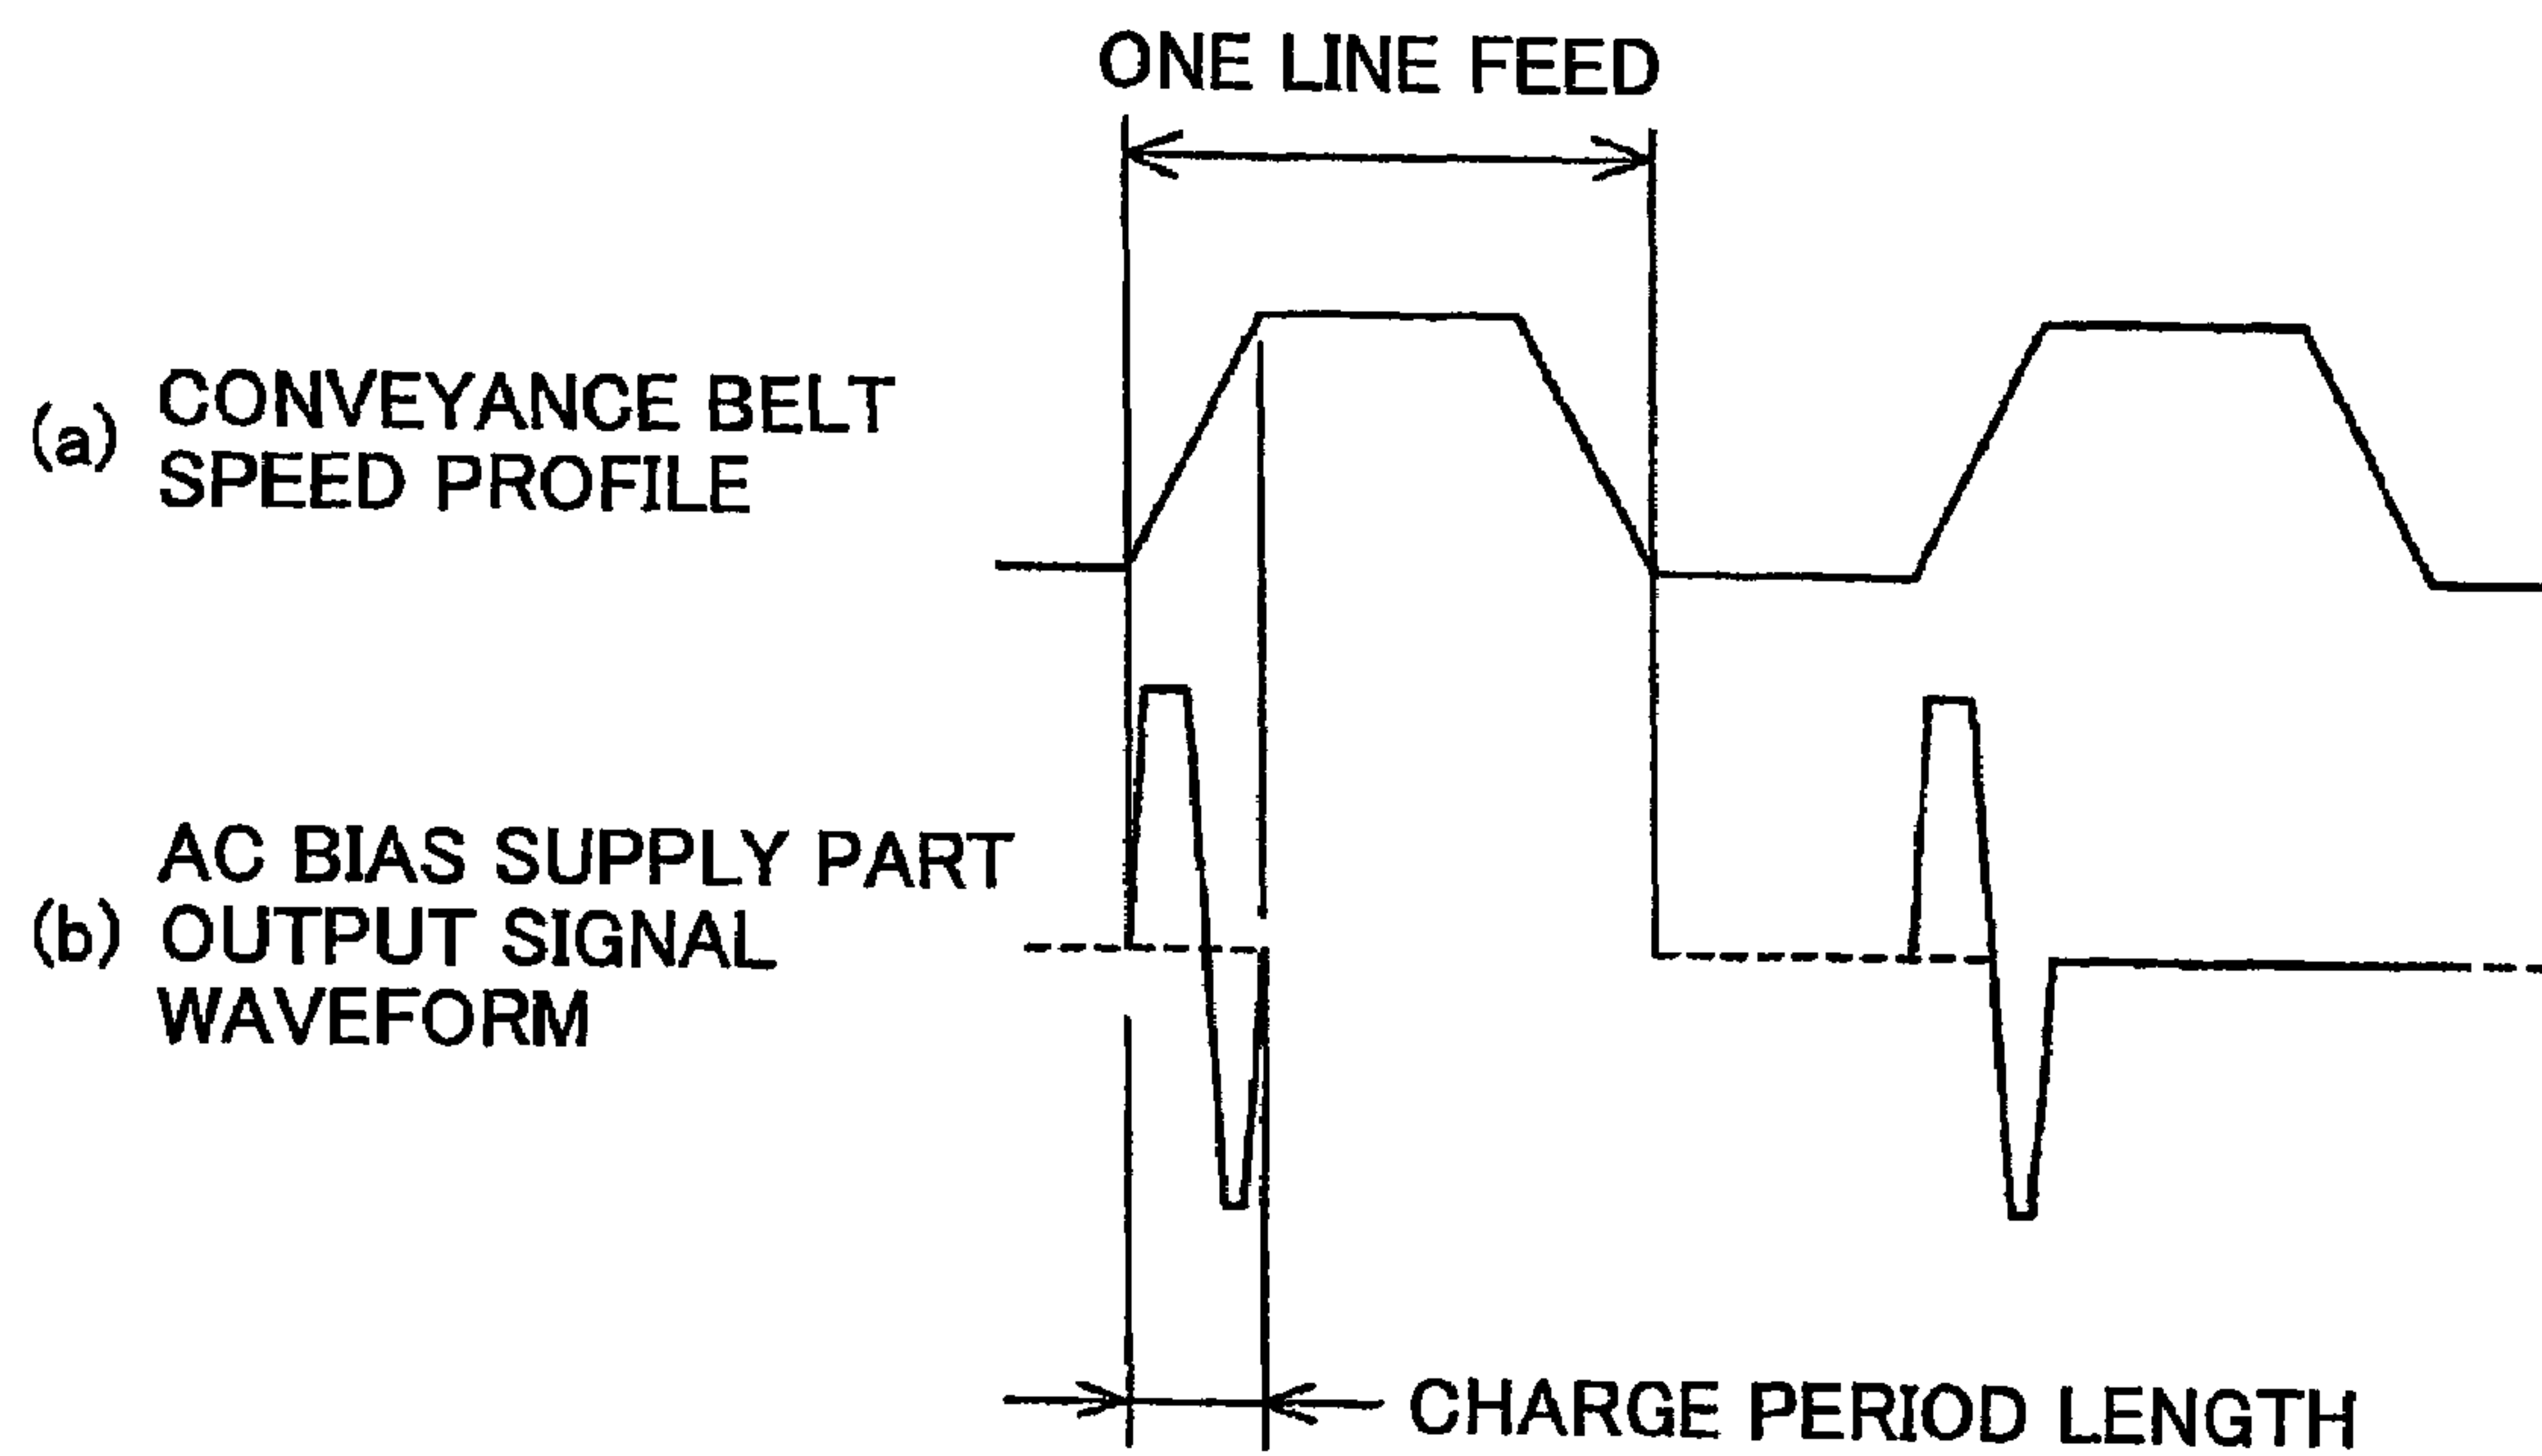 ONE LINE FEED
(a) CONVEYANCE BELT
SPEED PROFILE
AC BIAS SUPPLY PART
(b) OUTPUT SIGNAL
WAVEFORM
CHARGE PERIOD LENGTH